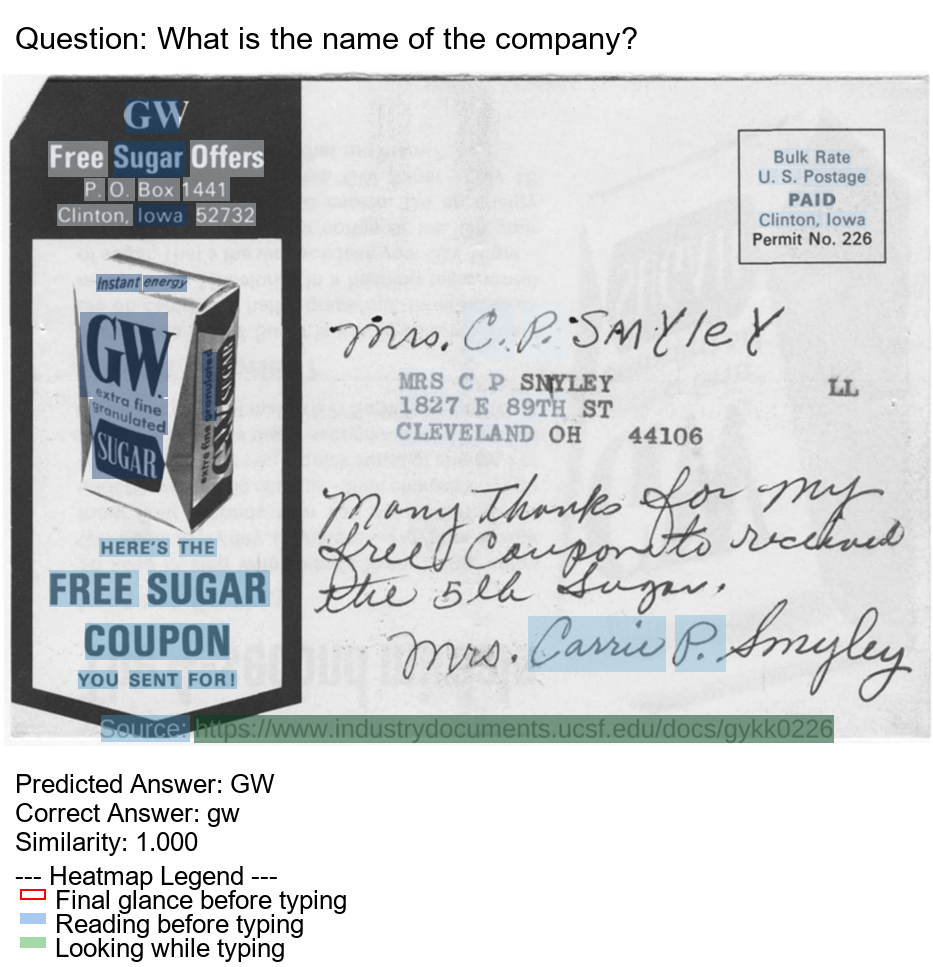 Question: What is the name of the company?
GW
Free Sugar Offers
P. O. Box 1441
Clinton, Iowa 52732
Bulk Rate
U. S. Postage
PAID
Clinton, Iowa
Permit No. 226
Instant energy
GW
extra fine
granulated
SUGAR
extra fine granulated
GW SUGAR
Mrs. C. P. SMYleY
MRS C P SMYLEY
1827 E 89TH ST
CLEVELAND OH 44106
LL
Many Thanks for my
free Coupon to received
the 5 lb Sugar.
Mrs. Carrie P. Smyley
HERE'S THE
FREE SUGAR
COUPON
YOU SENT FOR!
Source: https://www.industrydocuments.ucsf.edu/docs/gykk0226
Predicted Answer: GW
Correct Answer: gw
Similarity: 1.000
--- Heatmap Legend ---
Final glance before typing
Reading before typing
Looking while typing